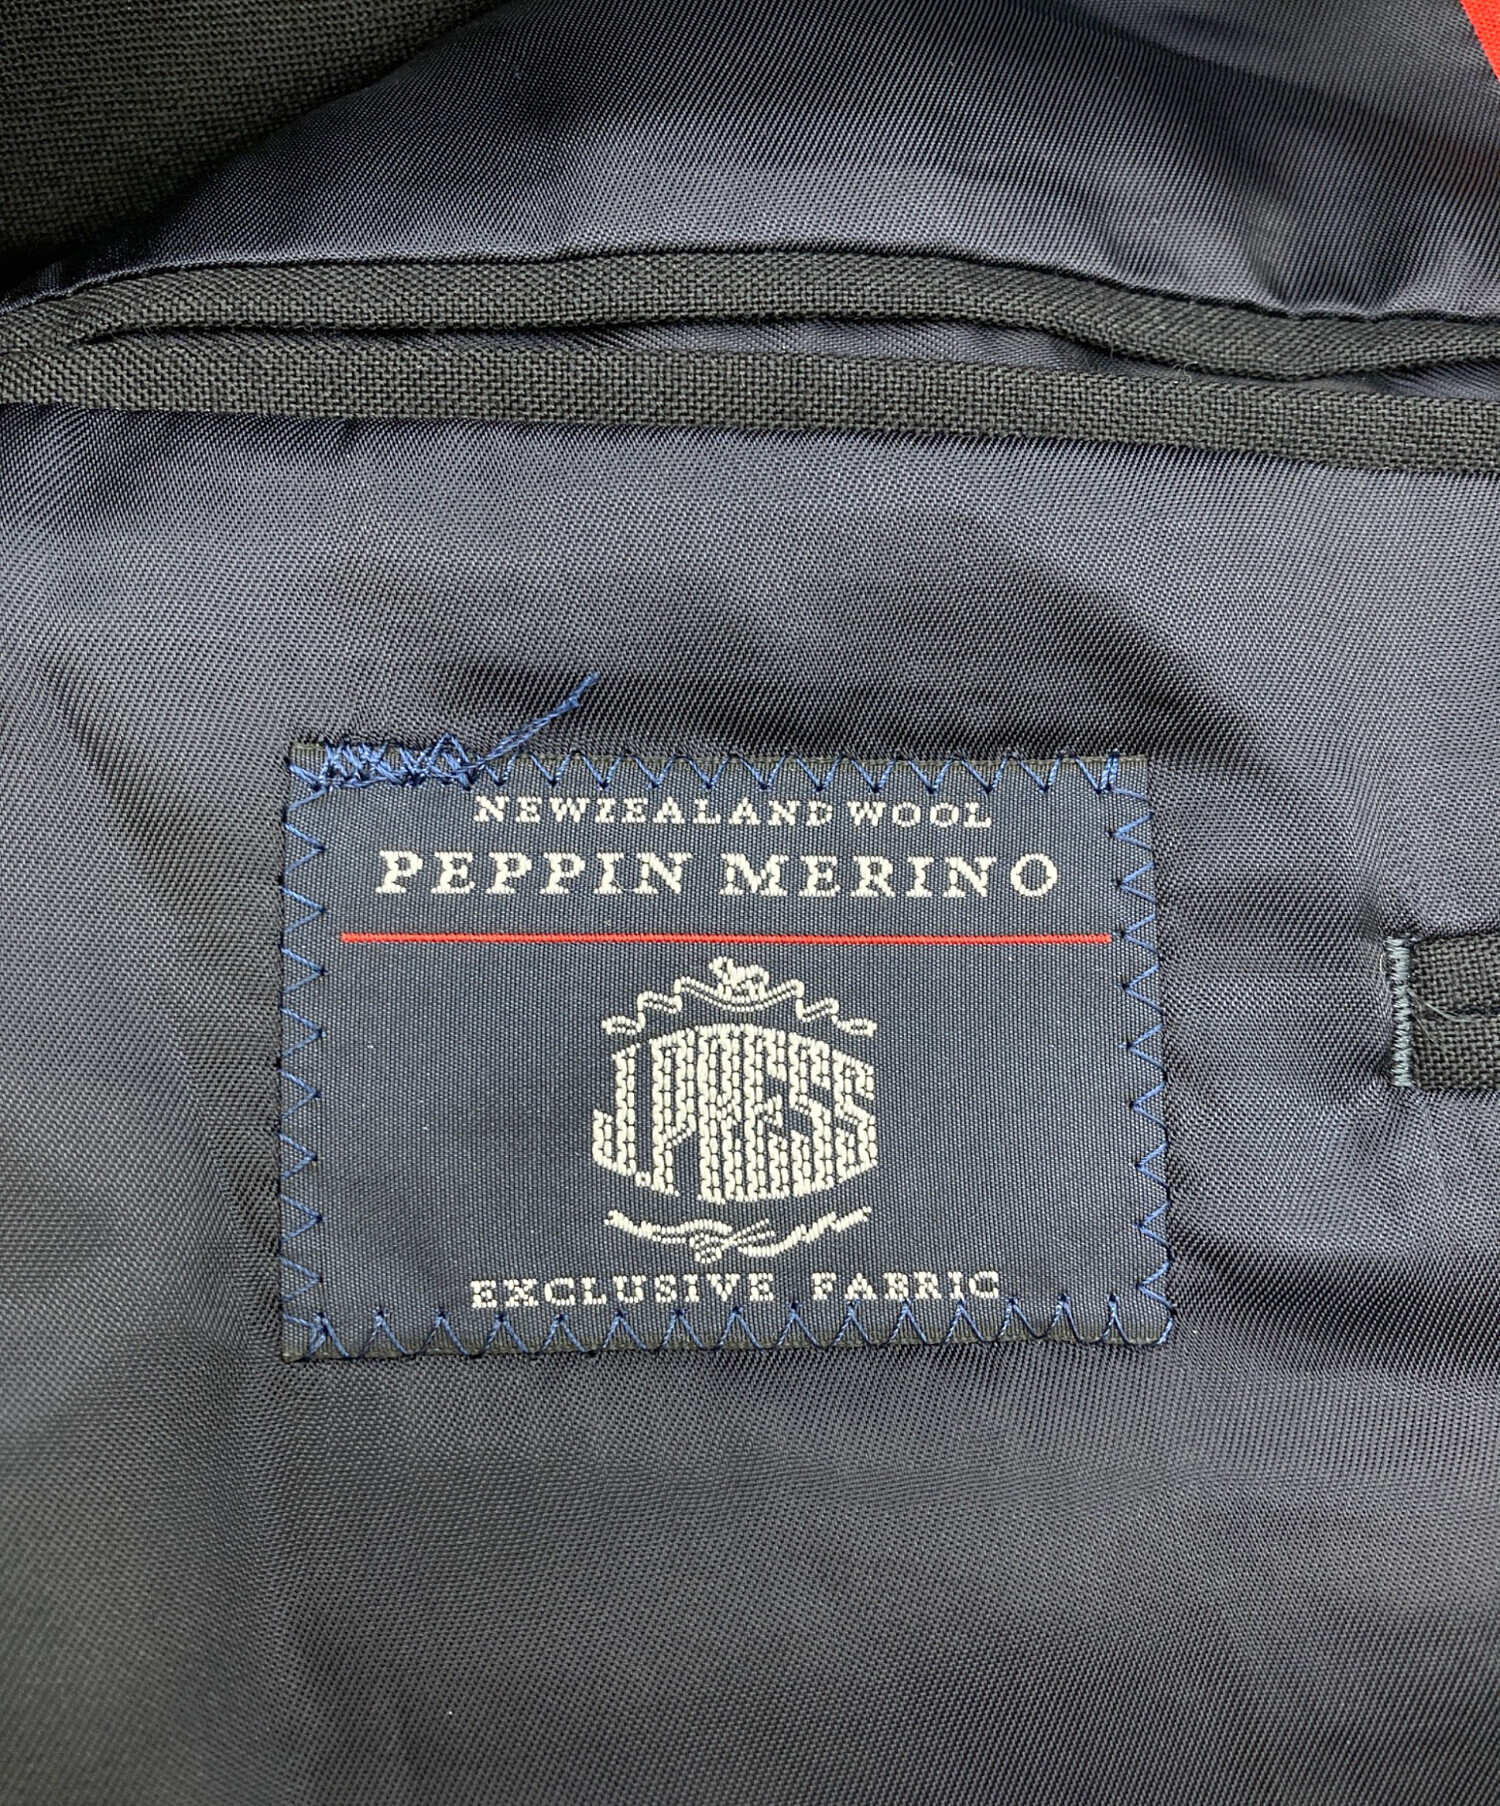 NEWZEALAND WOOL
PEPPIN MERINO
J.PRESS
EXCLUSIVE FABRIC